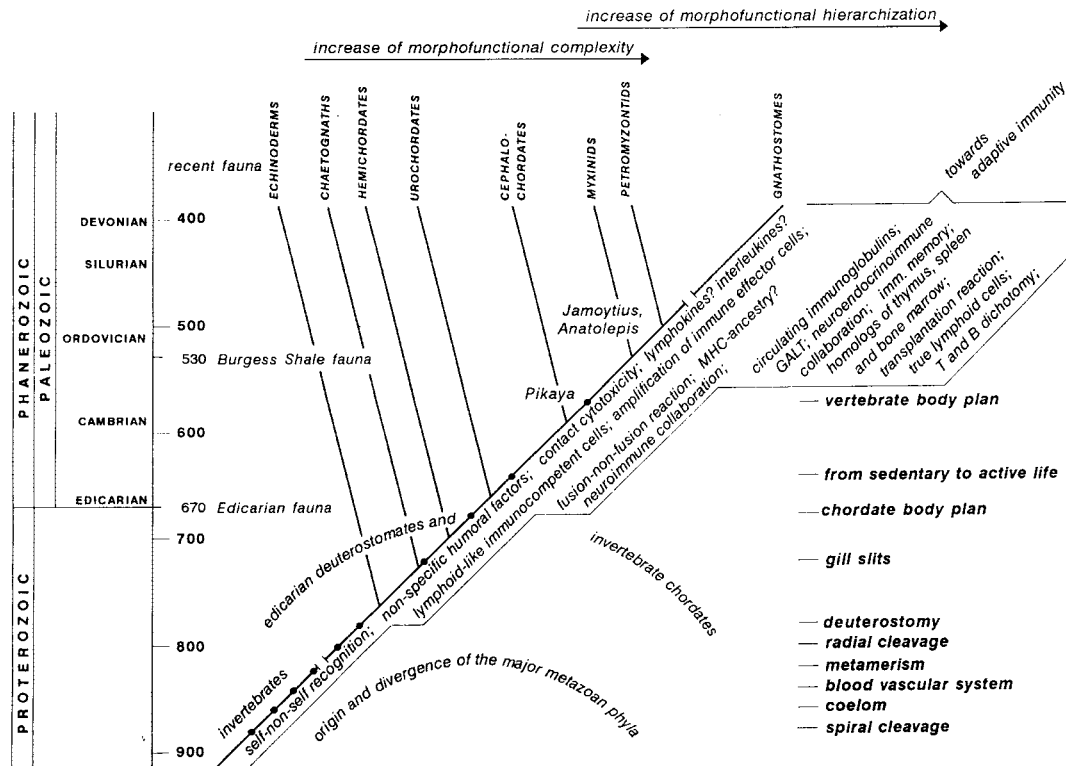 increase of morphofunctional hierarchization
increase of morphofunctional complexity
recent fauna
ECHINODERMS
CHAETOGNATHS
HEMICHORDATES
UROCHORDATES
CEPHALO-
CHORDATES
MYXINIDS
PETROMYZONTIDS
GNATHOSTOMES
towards
adaptive immunity
PHANEROZOIC
PALEOZOIC
PROTEROZOIC
DEVONIAN
400
SILURIAN
500
ORDOVICIAN
530 Burgess Shale fauna
CAMBRIAN
600
EDICARIAN
670 Edicarian fauna
700
800
900
Jamoytius,
Anatolepis
Pikaya
edicarian deuterostomates and
invertebrate chordates
invertebrates
origin and divergence of the major metazoan phyla
self-non-self recognition; non-specific humoral factors; contact cytotoxicity; lymphokines? interleukines?
lymphoid-like immunocompetent cells; amplification of immune effector cells;
fusion-non-fusion reaction; MHC-ancestry?
neuroimmune collaboration;
circulating immunoglobulins;
GALT; neuroendocrinoimmune
collaboration; imm. memory;
homologs of thymus, spleen
and bone marrow;
transplantation reaction;
true lymphoid cells;
T and B dichotomy;
vertebrate body plan
from sedentary to active life
chordate body plan
gill slits
deuterostomy
radial cleavage
metamerism
blood vascular system
coelom
spiral cleavage